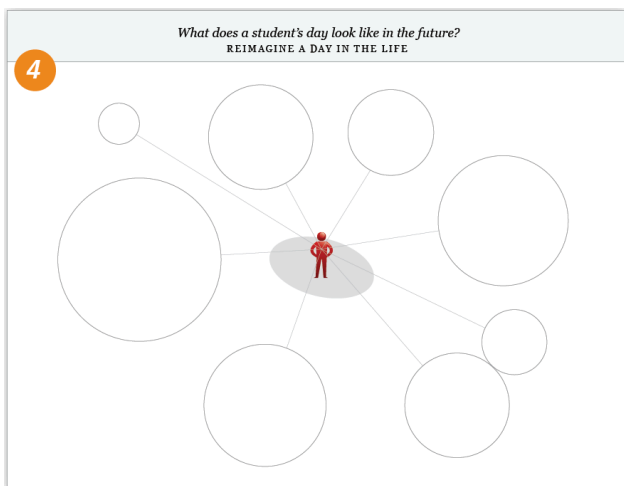 What does a student's day look like in the future?
REIMAGINE A DAY IN THE LIFE
4